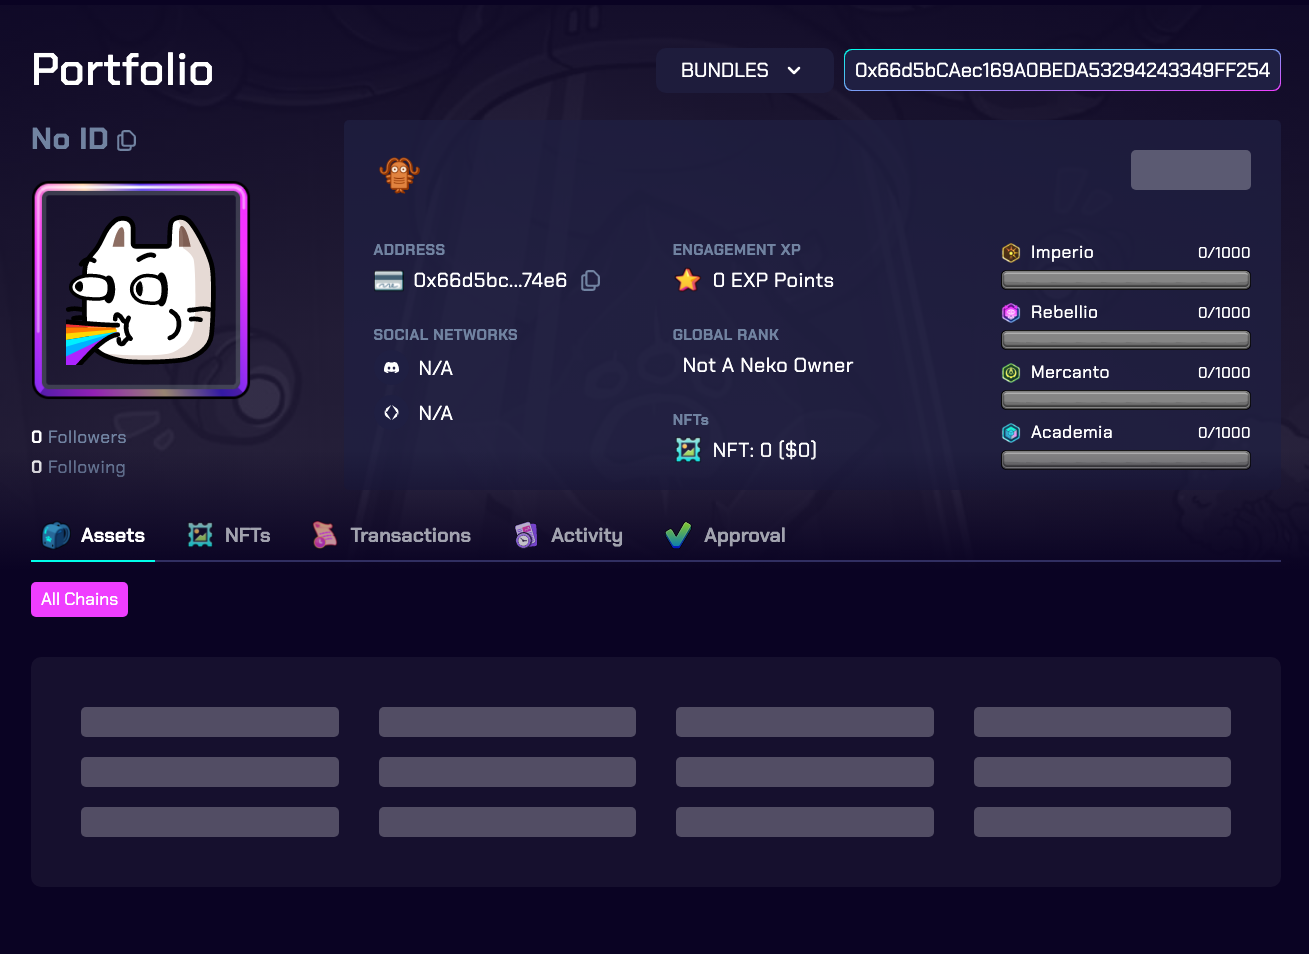 Portfolio
BUNDLES
0x66d5bCAec169A0BEDA53294243349FF254
No ID
ADDRESS
0x66d5bc...74e6
SOCIAL NETWORKS
N/A
N/A
ENGAGEMENT XP
0 EXP Points
GLOBAL RANK
Not A Neko Owner
NFTs
NFT: 0 ($0)
Imperio 0/1000
Rebellio 0/1000
Mercanto 0/1000
Academia 0/1000
0 Followers
0 Following
Assets NFTs Transactions Activity Approval
All Chains